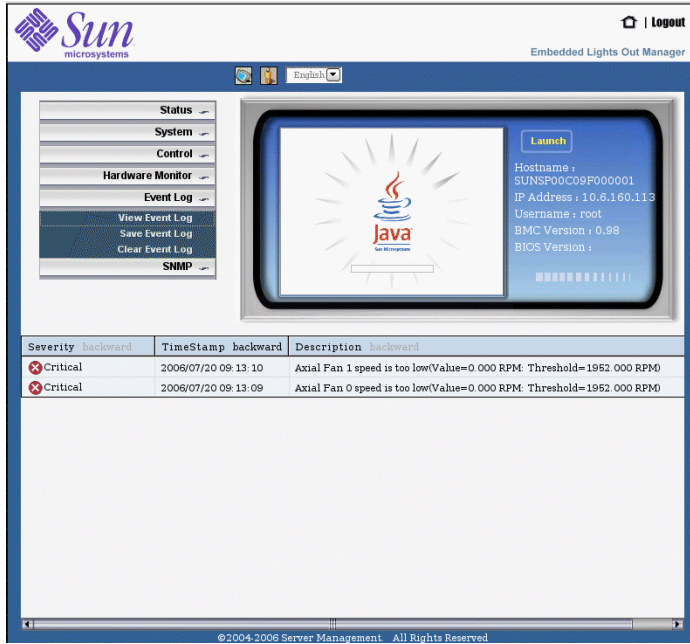 Sun
microsystems
| Logout
Embedded Lights Out Manager
English
Status
System
Control
Hardware Monitor
Event Log
View Event Log
Save Event Log
Clear Event Log
SNMP
Java
Sun Microsystems
Launch
Hostname :
SUNSP00C09F000001
IP Address : 10.6.160.113
Username : root
BMC Version : 0.98
BIOS Version :
Severity backward TimeStamp backward Description backward
Critical 2006/07/20 09:13:10 Axial Fan 1 speed is too low(Value=0.000 RPM: Threshold=1952.000 RPM)
Critical 2006/07/20 09:13:09 Axial Fan 0 speed is too low(Value=0.000 RPM: Threshold=1952.000 RPM)
©2004-2006 Server Management. All Rights Reserved